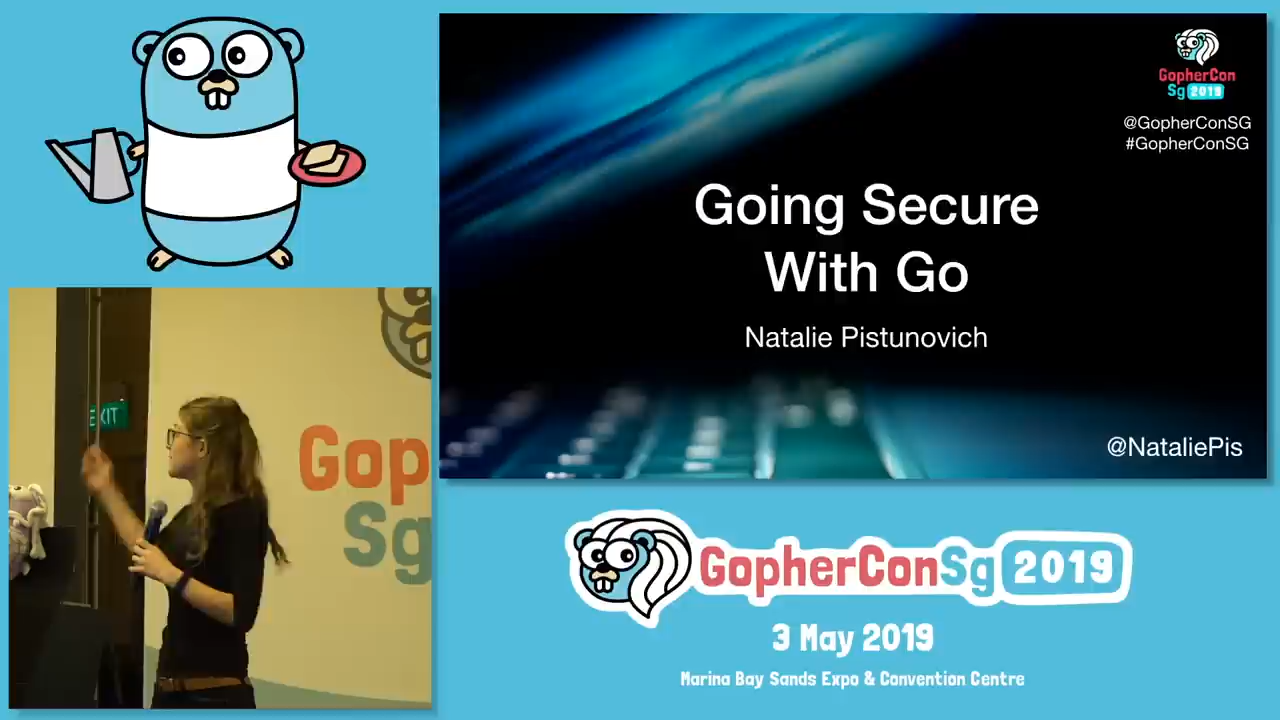 GopherCon
Sg 2019
@GopherConSG
#GopherConSG
Going Secure
With Go
Natalie Pistunovich
@NataliePis
EXIT
Gop
Sg
GopherConSg 2019
3 May 2019
Marina Bay Sands Expo & Convention Centre